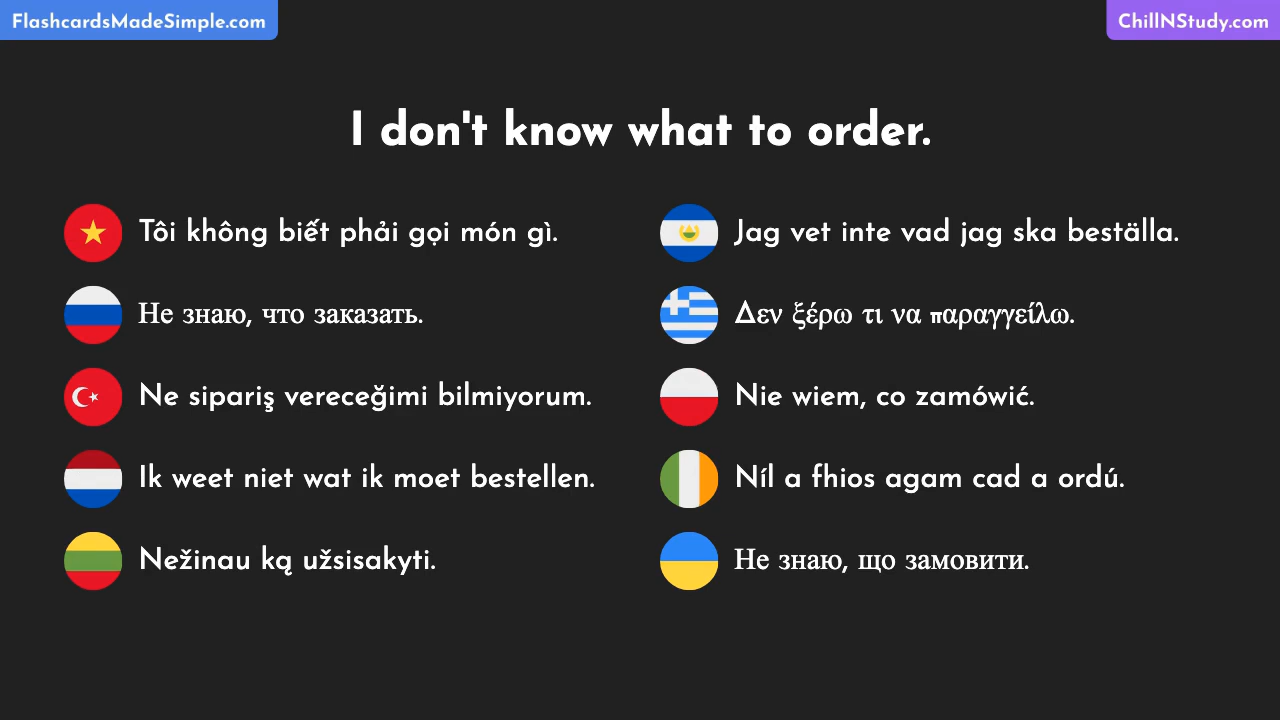 FlashcardsMadeSimple.com
ChillNStudy.com
I don't know what to order.
Tôi không biết phải gọi món gì.
Не знаю, что заказать.
Ne sipariş vereceğimi bilmiyorum.
Ik weet niet wat ik moet bestellen.
Nežinau ką užsisakyti.
Jag vet inte vad jag ska beställa.
Δεν ξέρω τι να παραγγείλω.
Nie wiem, co zamówić.
Níl a fhios agam cad a ordú.
Не знаю, що замовити.